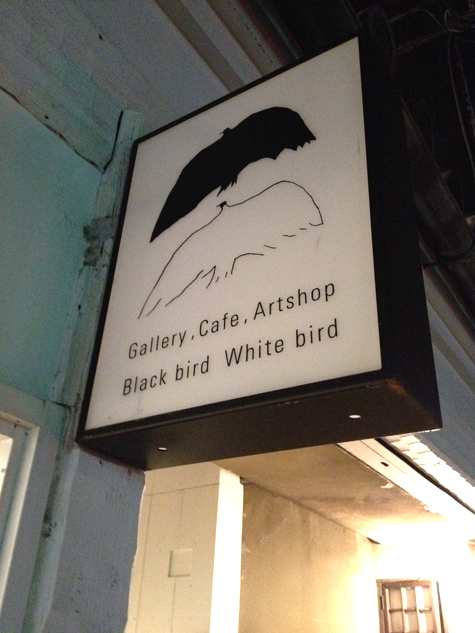 Gallery, Cafe, Artshop
Black bird White bird